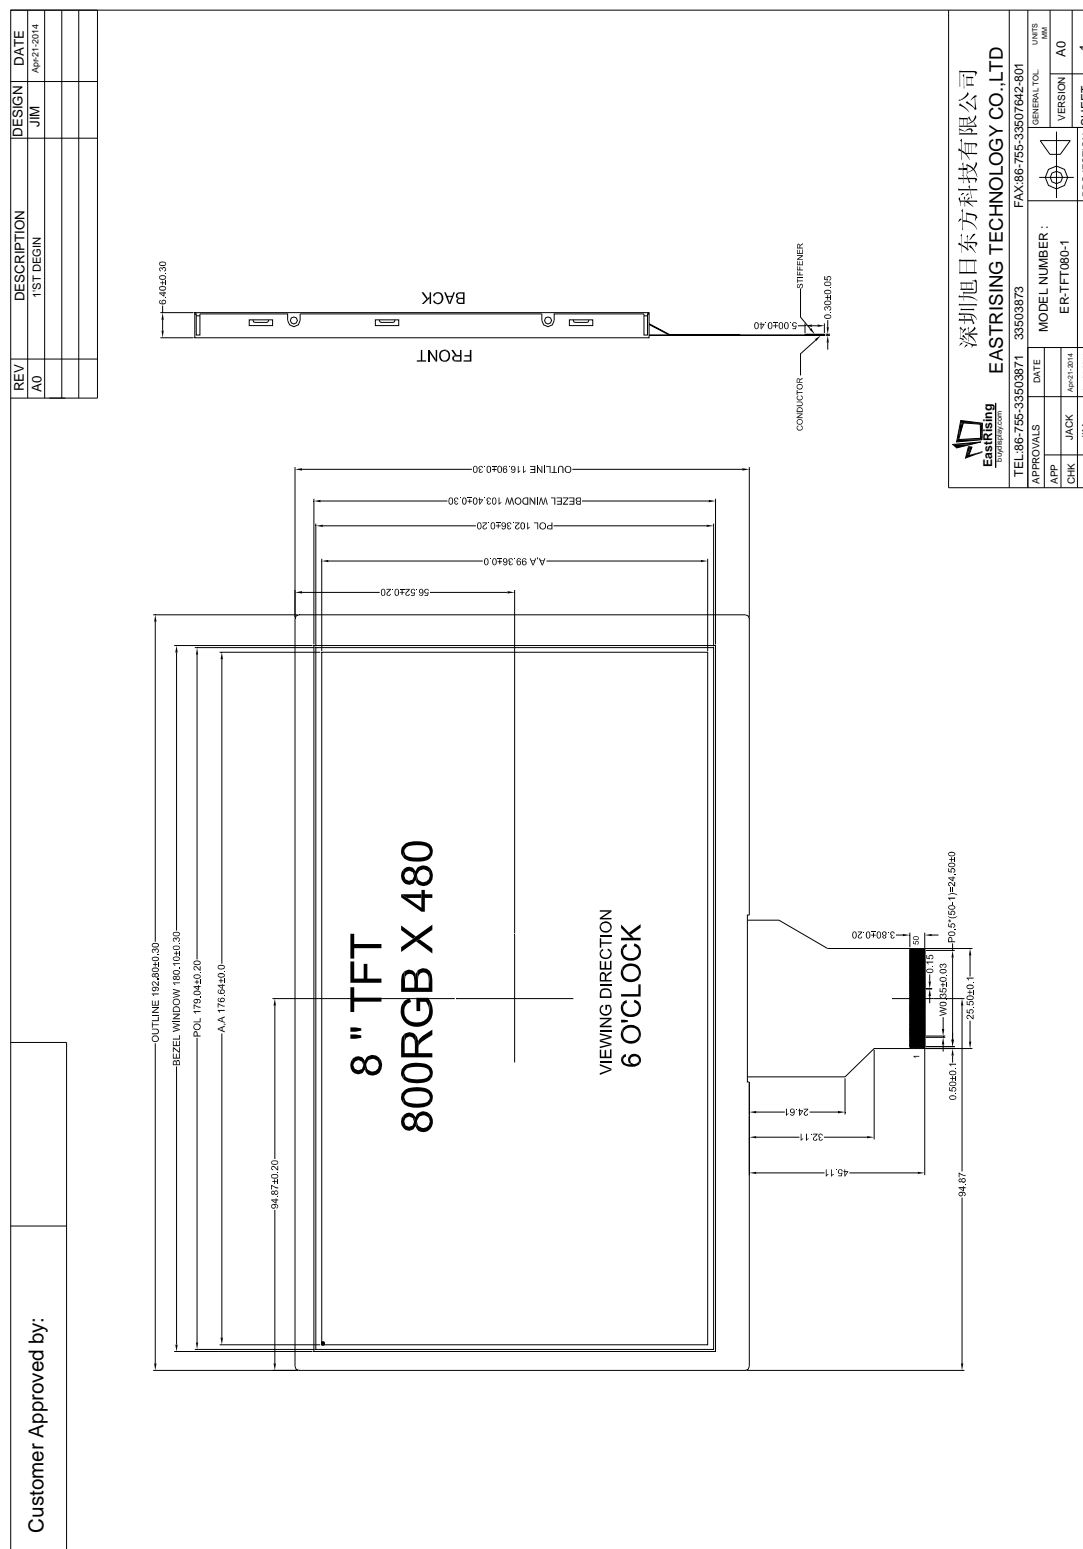 REV DESCRIPTION DESIGN DATE
A0 1'ST DEGIN JIM Apr-21-2014
Customer Approved by:
6.40±0.30
BACK
FRONT
STIFFENER
0.30±0.05
5.00±0.40
CONDUCTOR
OUTLINE 116.90±0.30
BEZEL WINDOW 103.40±0.30
POL 102.36±0.20
A,A 99.36±0.0
56.52±0.20
OUTLINE 192.80±0.30
BEZEL WINDOW 180.10±0.30
POL 179.04±0.20
A,A 176.64±0.0
94.87±0.20
8 " TFT
800RGB X 480
VIEWING DIRECTION
6 O'CLOCK
3.80±0.20
50
1
0.15
P0.5*(50-1)=24.50±0
W0.35±0.03
25.50±0.1
0.50±0.1
24.61
32.11
45.11
94.87
深圳旭日东方科技有限公司
EASTRISING TECHNOLOGY CO.,LTD
EastRising
buydisplay.com
TEL:86-755-33503871 33503873 FAX:86-755-33507642-801
APPROVALS DATE
APP
CHK JACK Apr-21-2014
MODEL NUMBER :
ER-TFT080-1
GENERAL TOL. UNITS
MM
VERSION A0